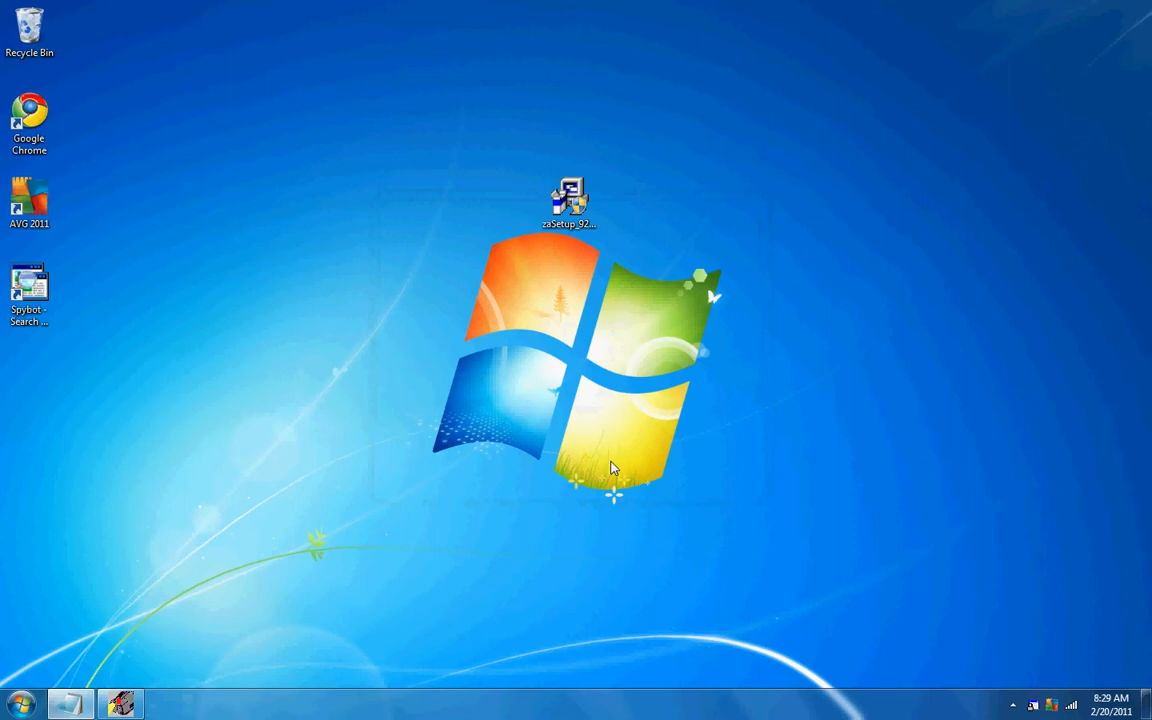 Recycle Bin
Google
Chrome
AVG 2011
Spybot -
Search ...
zaSetup_92...
8:29 AM
2/20/2011